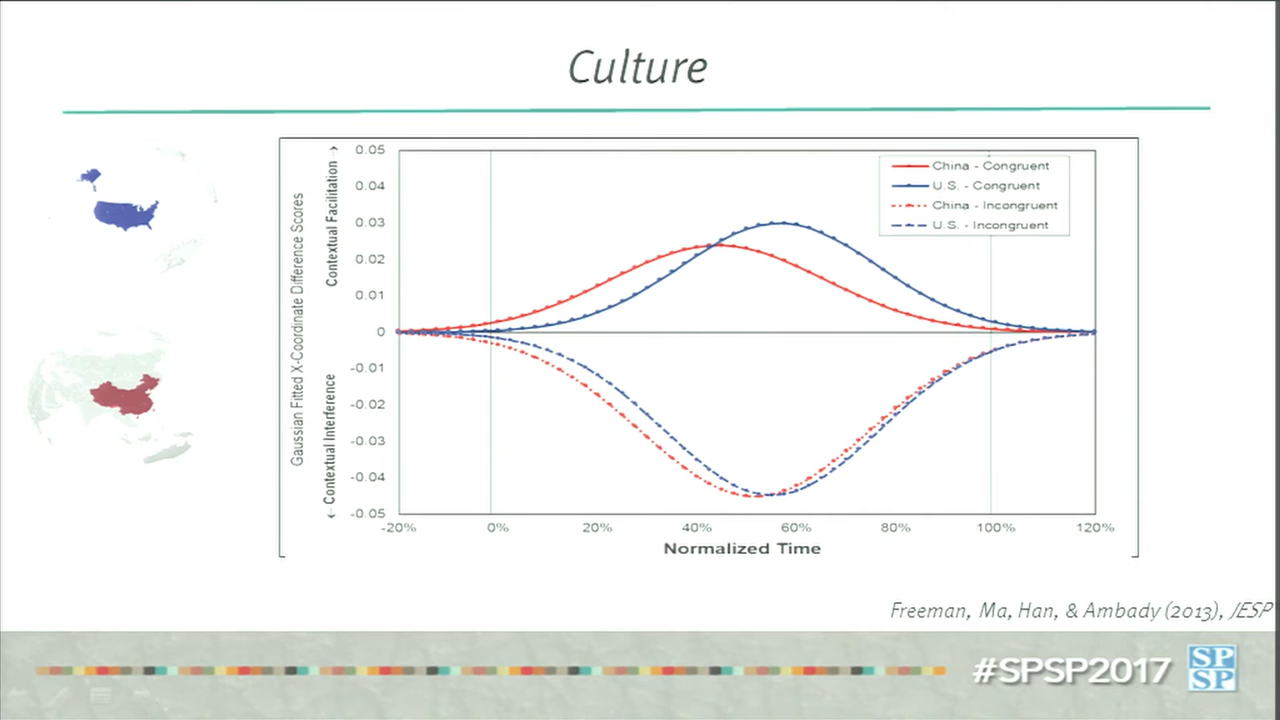 Culture
Gaussian Fitted X-Coordinate Difference Scores
← Contextual Interference
Contextual Facilitation →
0.05
0.04
0.03
0.02
0.01
0
-0.01
-0.02
-0.03
-0.04
-0.05
China - Congruent
U.S. - Congruent
China - Incongruent
U.S. - Incongruent
-20% 0% 20% 40% 60% 80% 100% 120%
Normalized Time
Freeman, Ma, Han, & Ambady (2013), JESP
#SPSP2017
SP
SP